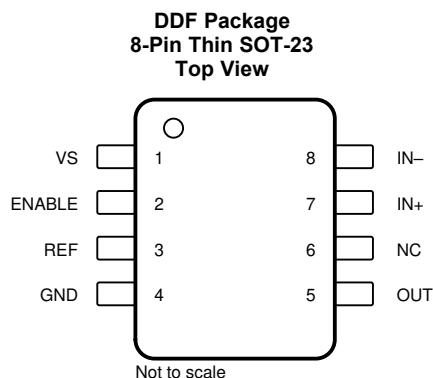 DDF Package
8-Pin Thin SOT-23
Top View
VS 1 8 IN–
ENABLE 2 7 IN+
REF 3 6 NC
GND 4 5 OUT
Not to scale